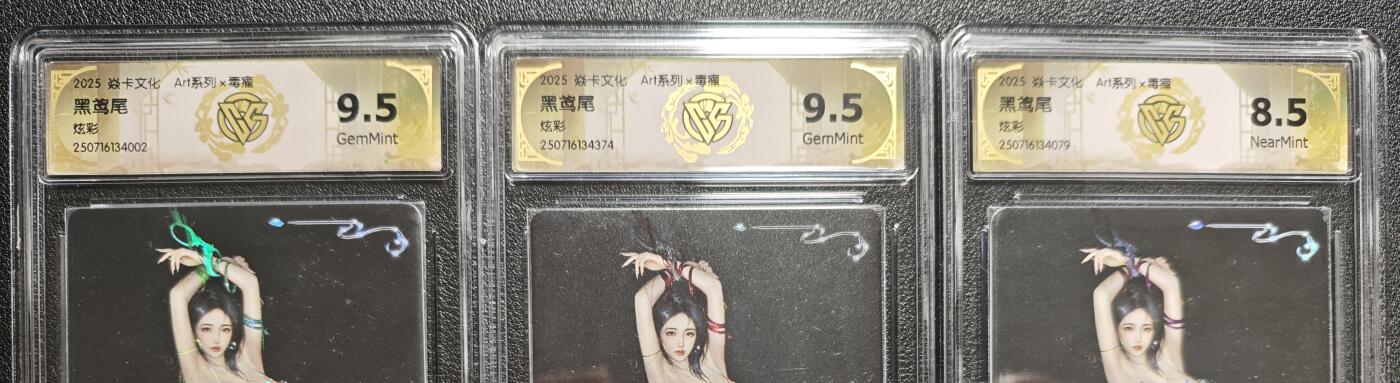 2025 焱卡文化 Art系列×毒瘤
黑鸢尾
炫彩
250716134002
9.5
GemMint
2025 焱卡文化 Art系列×毒瘤
黑鸢尾
炫彩
250716134374
9.5
GemMint
2025 焱卡文化 Art系列×毒瘤
黑鸢尾
炫彩
250716134079
8.5
NearMint